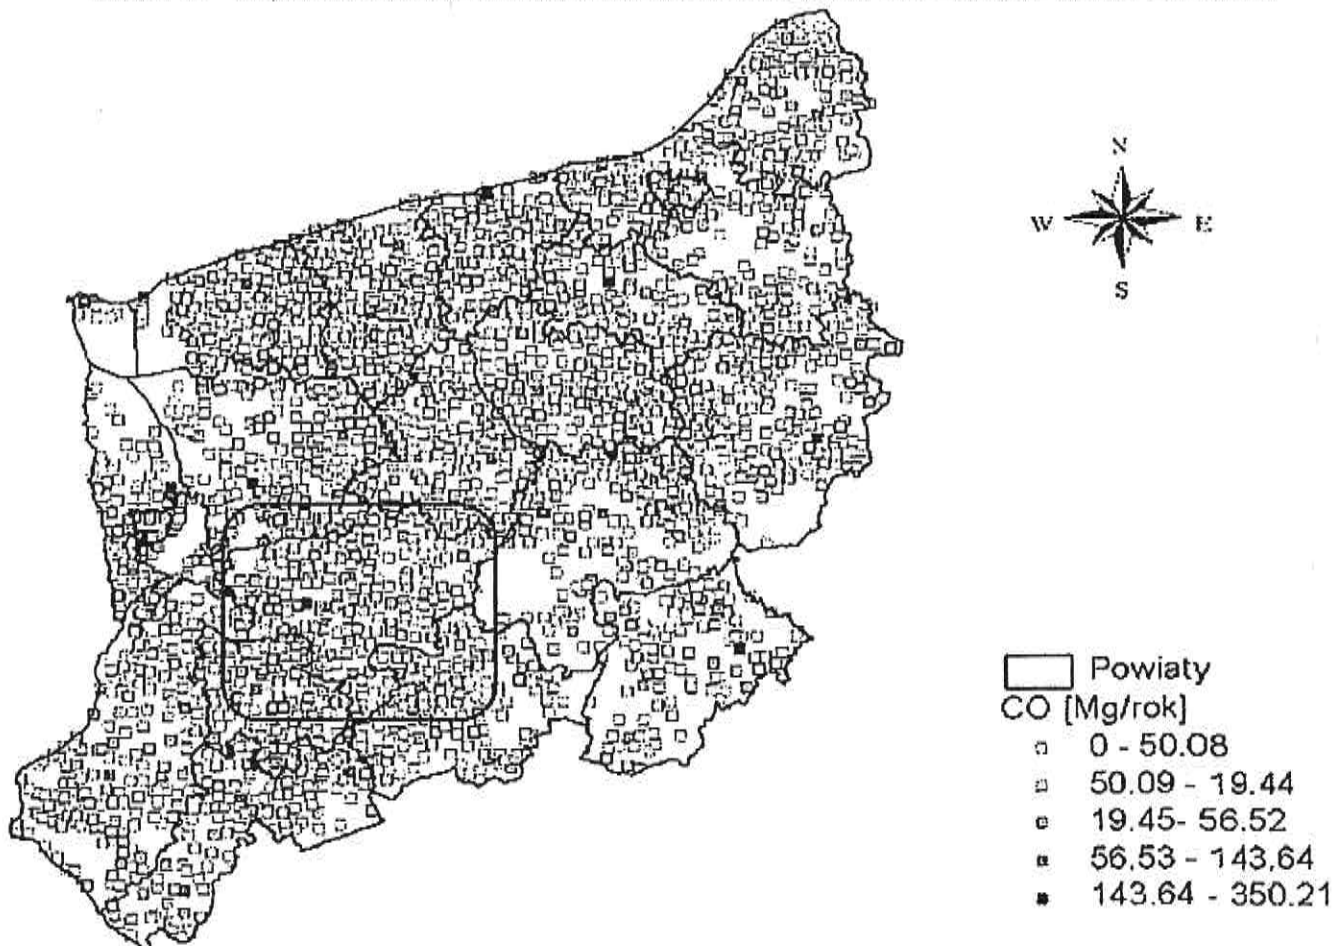 N
W E
S
Powiaty
CO [Mg/rok]
0 - 50.08
50.09 - 19.44
19.45- 56.52
56.53 - 143,64
143.64 - 350.21